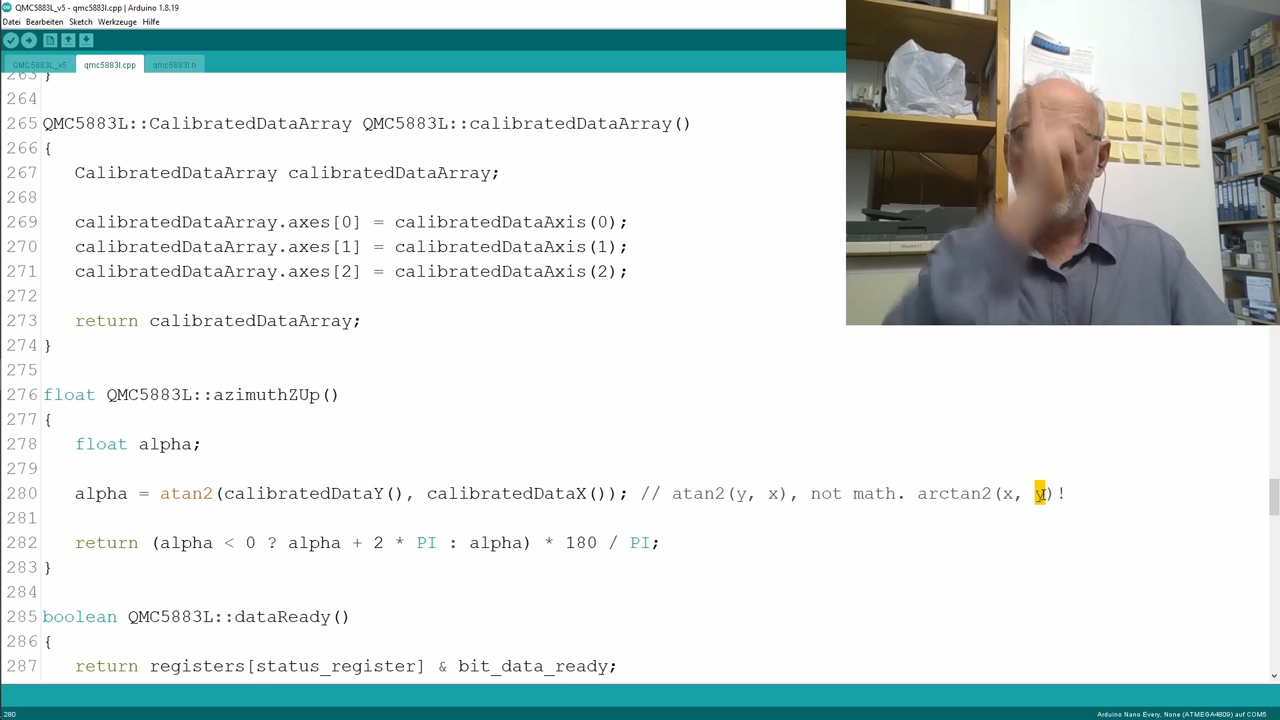 QMC5883L_v5 - qmc5883l.cpp | Arduino 1.8.19
Datei Bearbeiten Sketch Werkzeuge Hilfe
QMC5883L_v5 qmc5883l.cpp qmc5883l.h
263 }
264
265 QMC5883L::CalibratedDataArray QMC5883L::calibratedDataArray()
266 {
267 CalibratedDataArray calibratedDataArray;
268
269 calibratedDataArray.axes[0] = calibratedDataAxis(0);
270 calibratedDataArray.axes[1] = calibratedDataAxis(1);
271 calibratedDataArray.axes[2] = calibratedDataAxis(2);
272
273 return calibratedDataArray;
274 }
275
276 float QMC5883L::azimuthZUp()
277 {
278 float alpha;
279
280 alpha = atan2(calibratedDataY(), calibratedDataX()); // atan2(y, x), not math. arctan2(x, y)!
281
282 return (alpha < 0 ? alpha + 2 * PI : alpha) * 180 / PI;
283 }
284
285 boolean QMC5883L::dataReady()
286 {
287 return registers[status_register] & bit_data_ready;
280
Arduino Nano Every, None (ATMEGA4809) auf COM5